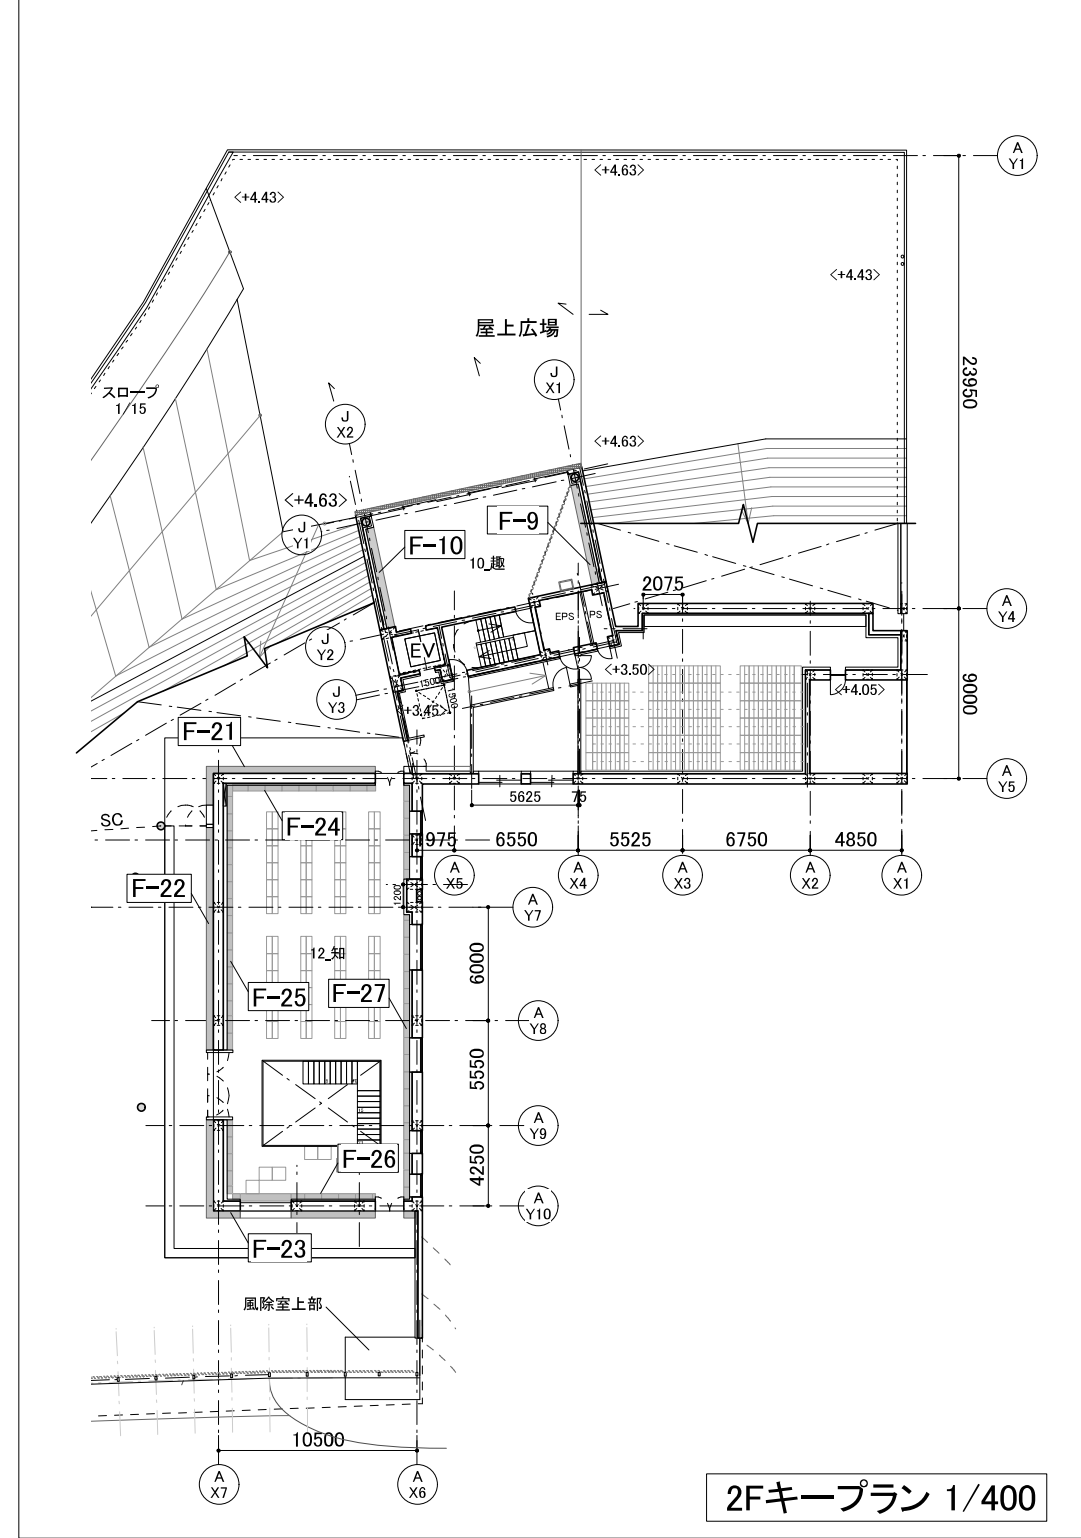 A
Y1
<+4.63>
<+4.43>
<+4.43>
屋上広場
J
X1
23950
スロープ
1/15
J
X2
<+4.63>
<+4.63>
F-9
J
Y1
F-10
10_趣
2075
A
Y4
EPS
PS
J
Y2
EV
<+3.50>
1500
<+4.05>
J
Y3
<+3.45>
1500
9000
F-21
A
Y5
5625
75
SC
F-24
975
6550
5525
6750
4850
A
X5
A
X4
A
X3
A
X2
A
X1
F-22
1200
A
Y7
12_知
6000
F-25
F-27
A
Y8
5550
A
Y9
F-26
4250
A
Y10
F-23
風除室上部
10500
A
X7
A
X6
2Fキープラン 1/400